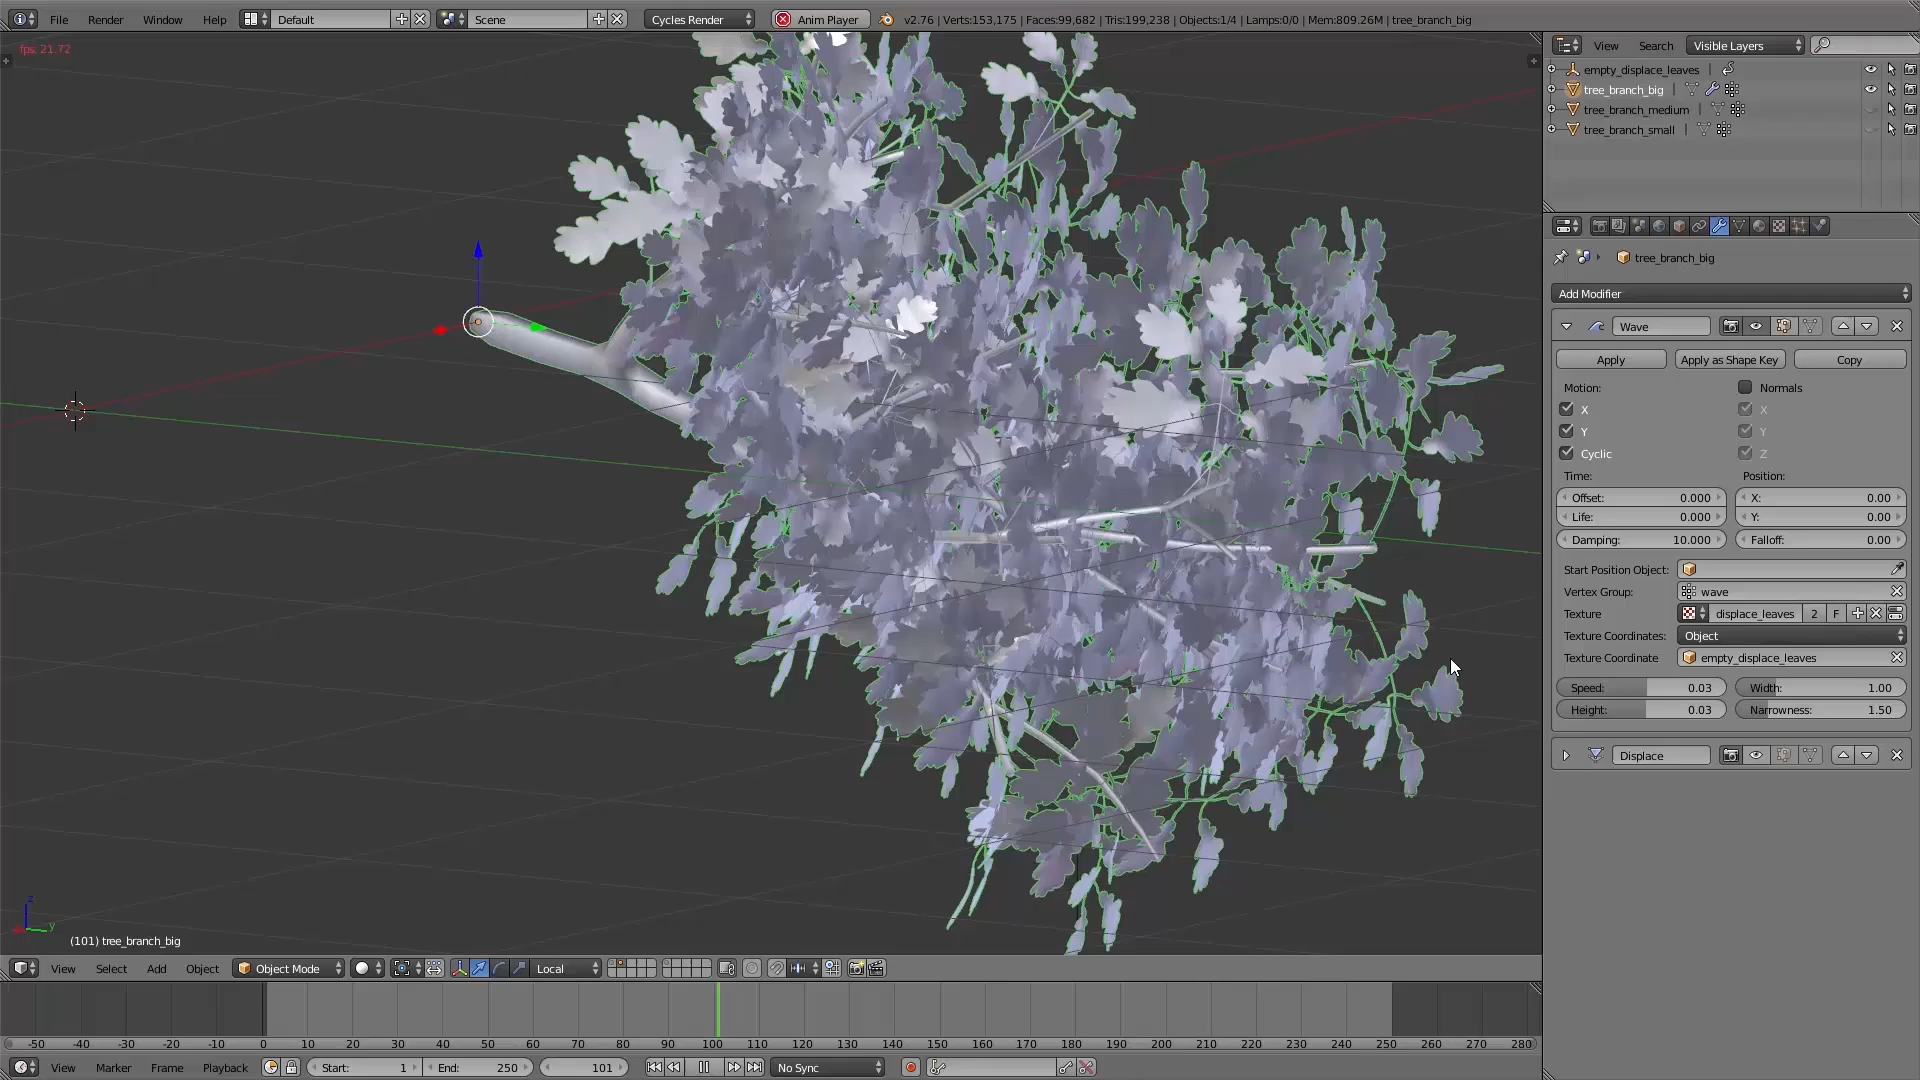 File Render Window Help Default Scene Cycles Render Anim Player v2.76 | Verts:153,175 | Faces:99,682 | Tris:199,238 | Objects:1/4 | Lamps:0/0 | Mem:809.26M | tree_branch_big
fps: 21.72
View Search Visible Layers
empty_displace_leaves
tree_branch_big
tree_branch_medium
tree_branch_small
tree_branch_big
Add Modifier
Wave
Apply Apply as Shape Key Copy
Motion: Normals
X X
Y Y
Cyclic Z
Time: Position:
Offset: 0.000 X: 0.00
Life: 0.000 Y: 0.00
Damping: 10.000 Falloff: 0.00
Start Position Object:
Vertex Group: wave
Texture displace_leaves 2 F
Texture Coordinates: Object
Texture Coordinate empty_displace_leaves
Speed: 0.03 Width: 1.00
Height: 0.03 Narrowness: 1.50
Displace
z
y
(101) tree_branch_big
View Select Add Object Object Mode Local
-50 -40 -30 -20 -10 0 10 20 30 40 50 60 70 80 90 100 110 120 130 140 150 160 170 180 190 200 210 220 230 240 250 260 270 280
View Marker Frame Playback Start: 1 End: 250 101 No Sync